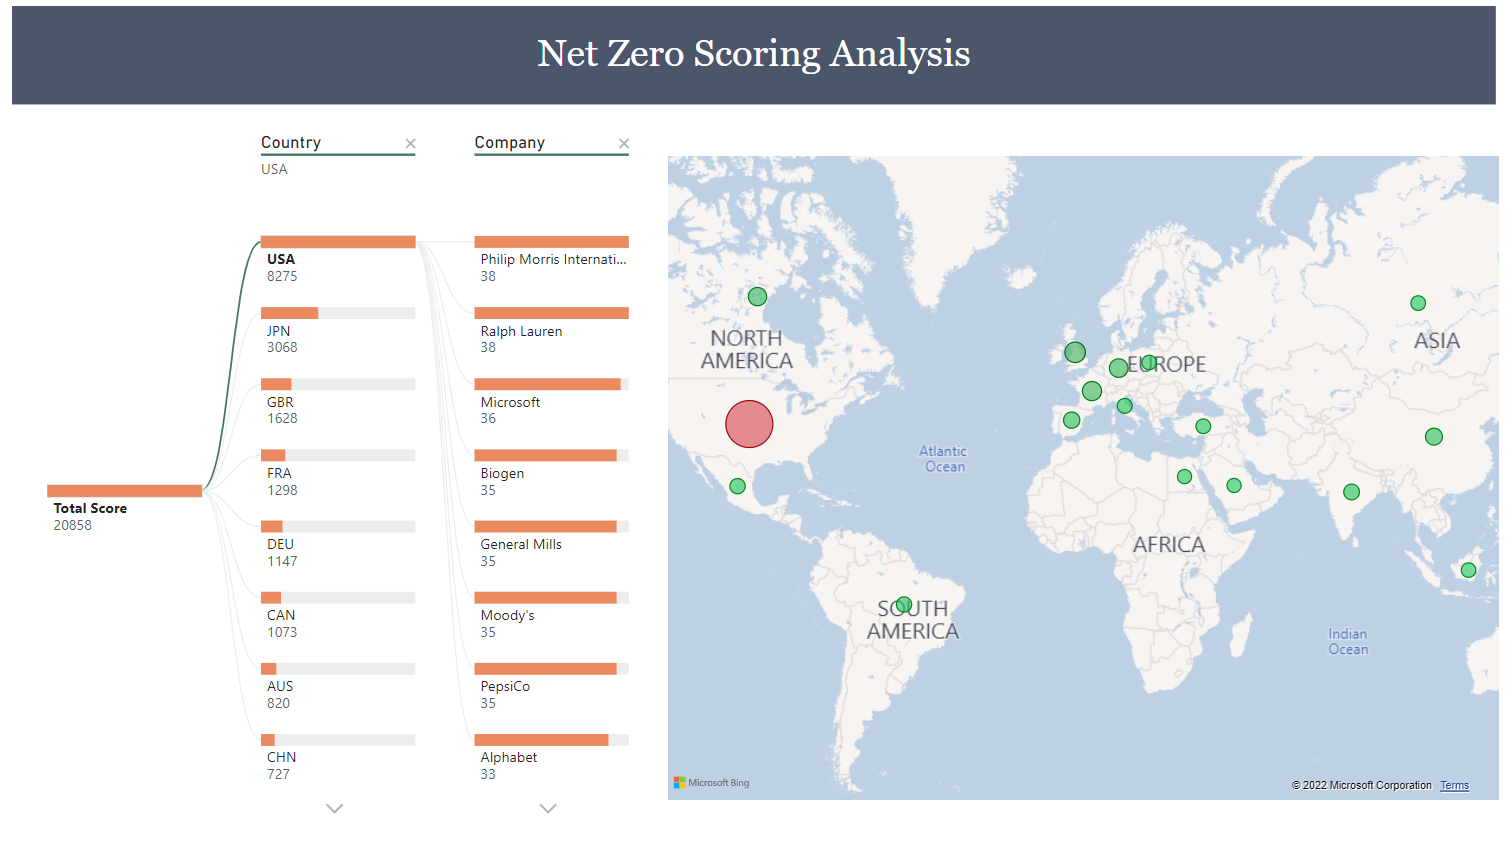 Net Zero Scoring Analysis
Country
USA
Company
Total Score
20858
USA
8275
JPN
3068
GBR
1628
FRA
1298
DEU
1147
CAN
1073
AUS
820
CHN
727
Philip Morris Internati...
38
Ralph Lauren
38
Microsoft
36
Biogen
35
General Mills
35
Moody's
35
PepsiCo
35
Alphabet
33
NORTH
AMERICA
EUROPE
ASIA
Atlantic
Ocean
AFRICA
SOUTH
AMERICA
Indian
Ocean
Microsoft Bing
© 2022 Microsoft Corporation Terms